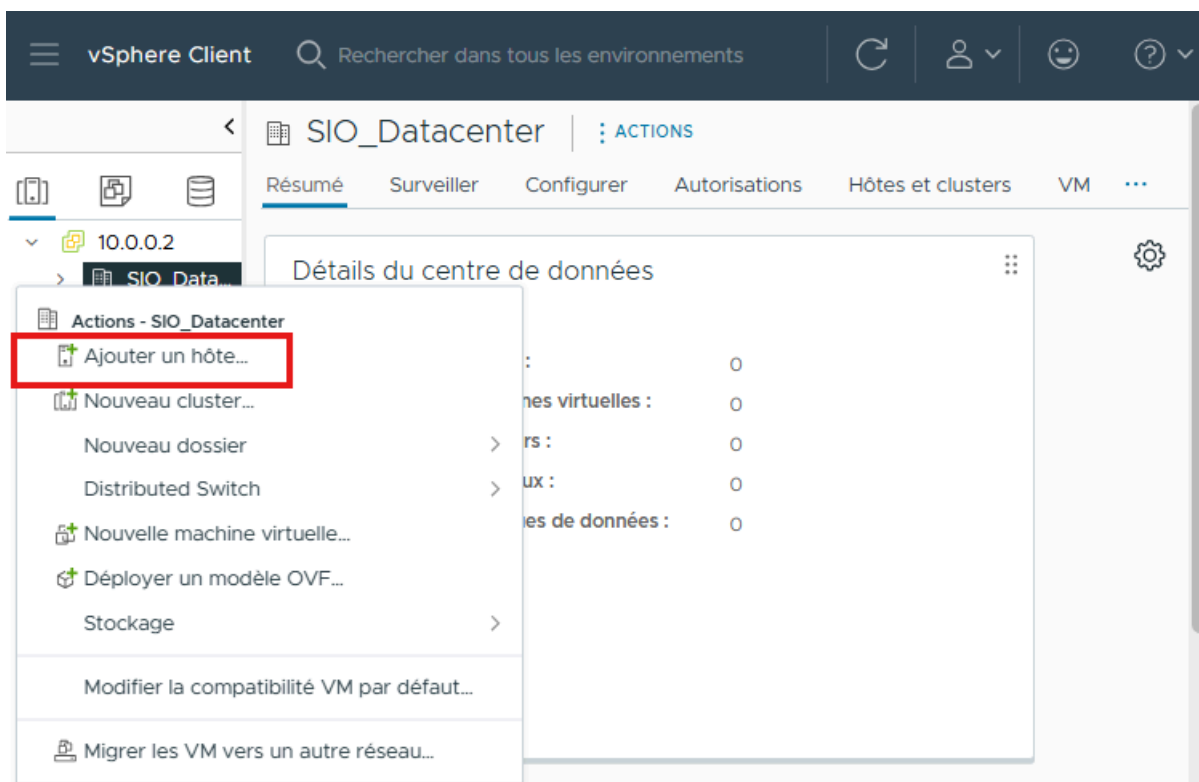 vSphere Client
Rechercher dans tous les environnements
SIO_Datacenter
ACTIONS
Résumé Surveiller Configurer Autorisations Hôtes et clusters VM ...
10.0.0.2
SIO_Data...
Détails du centre de données
Actions - SIO_Datacenter
Ajouter un hôte...
: 0
Nouveau cluster...
nes virtuelles : 0
Nouveau dossier
rs : 0
Distributed Switch
ux : 0
Nouvelle machine virtuelle...
es de données : 0
Déployer un modèle OVF...
Stockage
Modifier la compatibilité VM par défaut...
Migrer les VM vers un autre réseau...